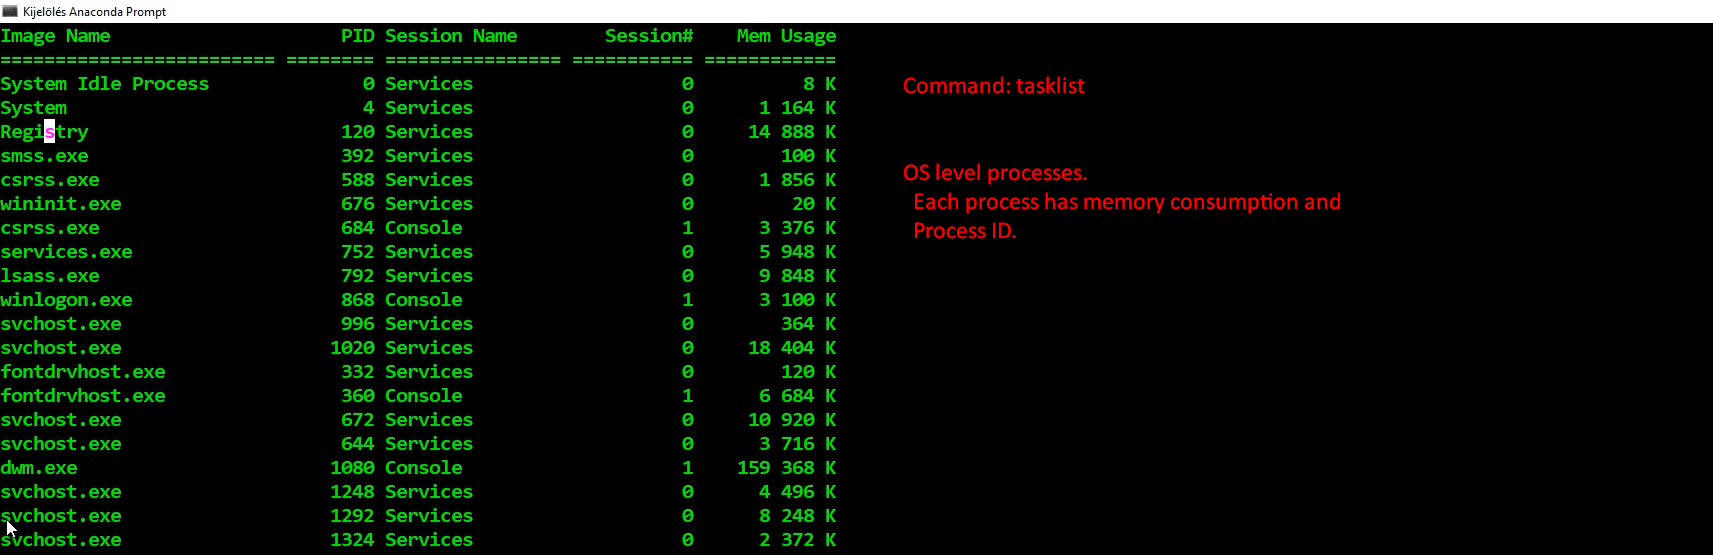 Kijelölés Anaconda Prompt
Image Name                     PID Session Name        Session#    Mem Usage
========================= ======== ================ =========== ============
System Idle Process              0 Services                   0          8 K
Command: tasklist
System                           4 Services                   0      1 164 K
Registry                       120 Services                   0     14 888 K
smss.exe                       392 Services                   0        100 K
OS level processes.
csrss.exe                      588 Services                   0      1 856 K
wininit.exe                    676 Services                   0         20 K
Each process has memory consumption and
csrss.exe                      684 Console                    1      3 376 K
Process ID.
services.exe                   752 Services                   0      5 948 K
lsass.exe                      792 Services                   0      9 848 K
winlogon.exe                   868 Console                    1      3 100 K
svchost.exe                    996 Services                   0        364 K
svchost.exe                   1020 Services                   0     18 404 K
fontdrvhost.exe                332 Services                   0        120 K
fontdrvhost.exe                360 Console                    1      6 684 K
svchost.exe                    672 Services                   0     10 920 K
svchost.exe                    644 Services                   0      3 716 K
dwm.exe                       1080 Console                    1    159 368 K
svchost.exe                   1248 Services                   0      4 496 K
svchost.exe                   1292 Services                   0      8 248 K
svchost.exe                   1324 Services                   0      2 372 K